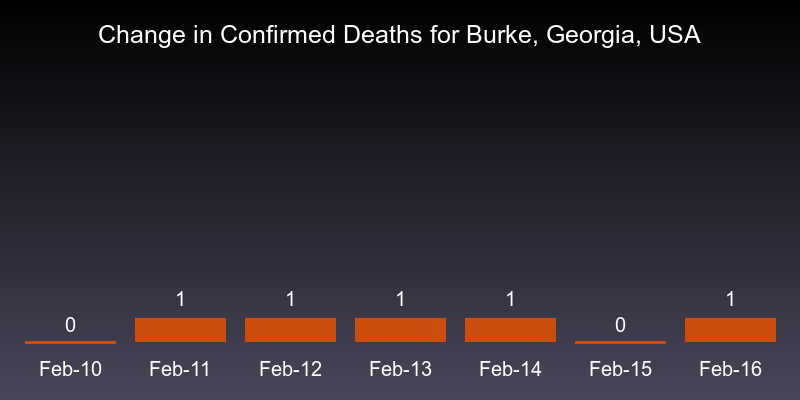 Change in Confirmed Deaths for Burke, Georgia, USA
0 1 1 1 1 0 1
Feb-10 Feb-11 Feb-12 Feb-13 Feb-14 Feb-15 Feb-16